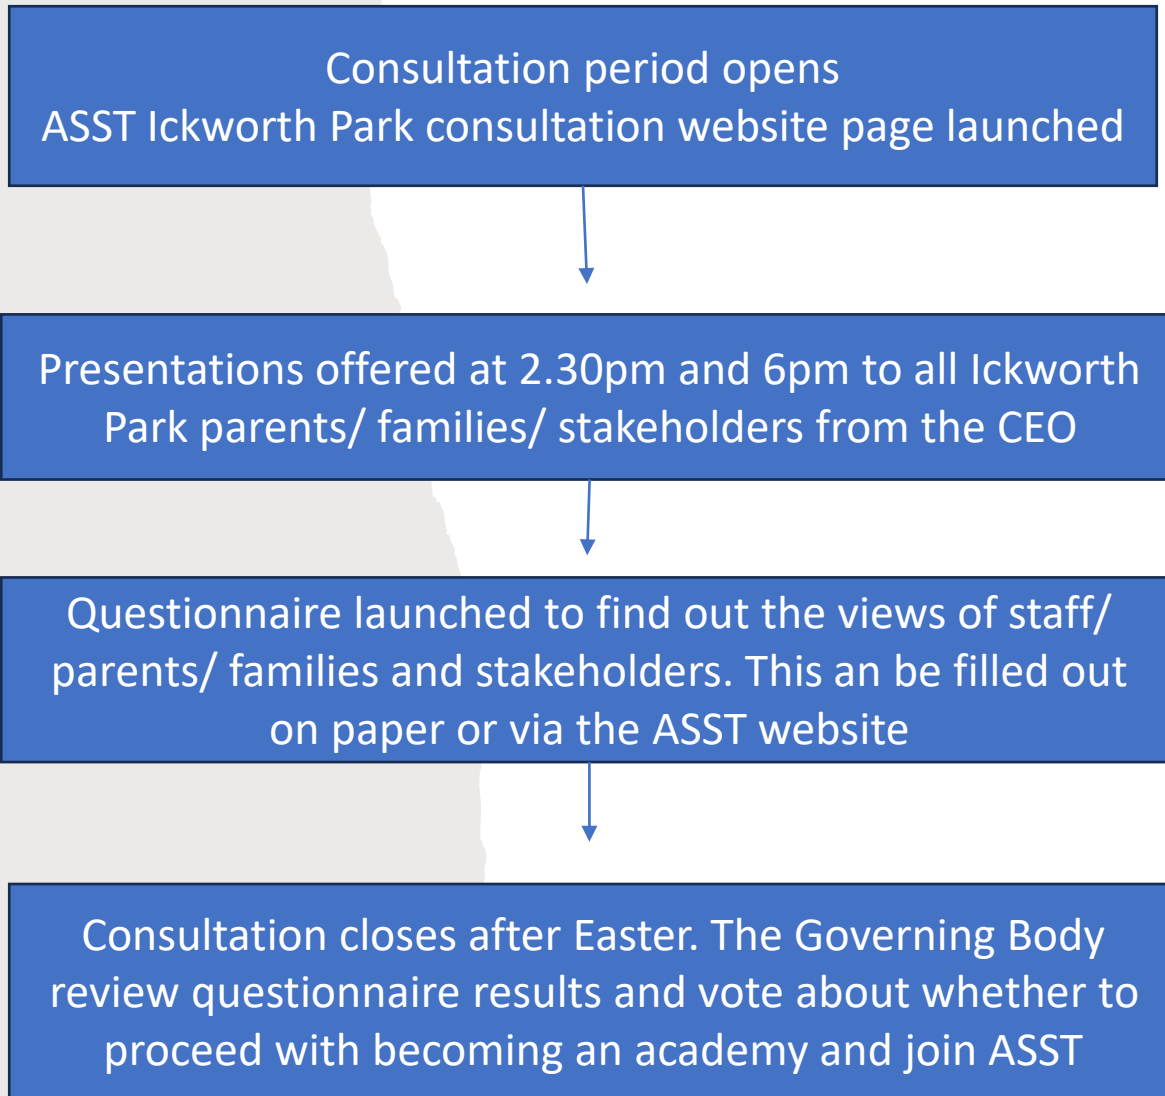 Consultation period opens
ASST Ickworth Park consultation website page launched
Presentations offered at 2.30pm and 6pm to all Ickworth
Park parents/ families/ stakeholders from the CEO
Questionnaire launched to find out the views of staff/
parents/ families and stakeholders. This an be filled out
on paper or via the ASST website
Consultation closes after Easter. The Governing Body
review questionnaire results and vote about whether to
proceed with becoming an academy and join ASST